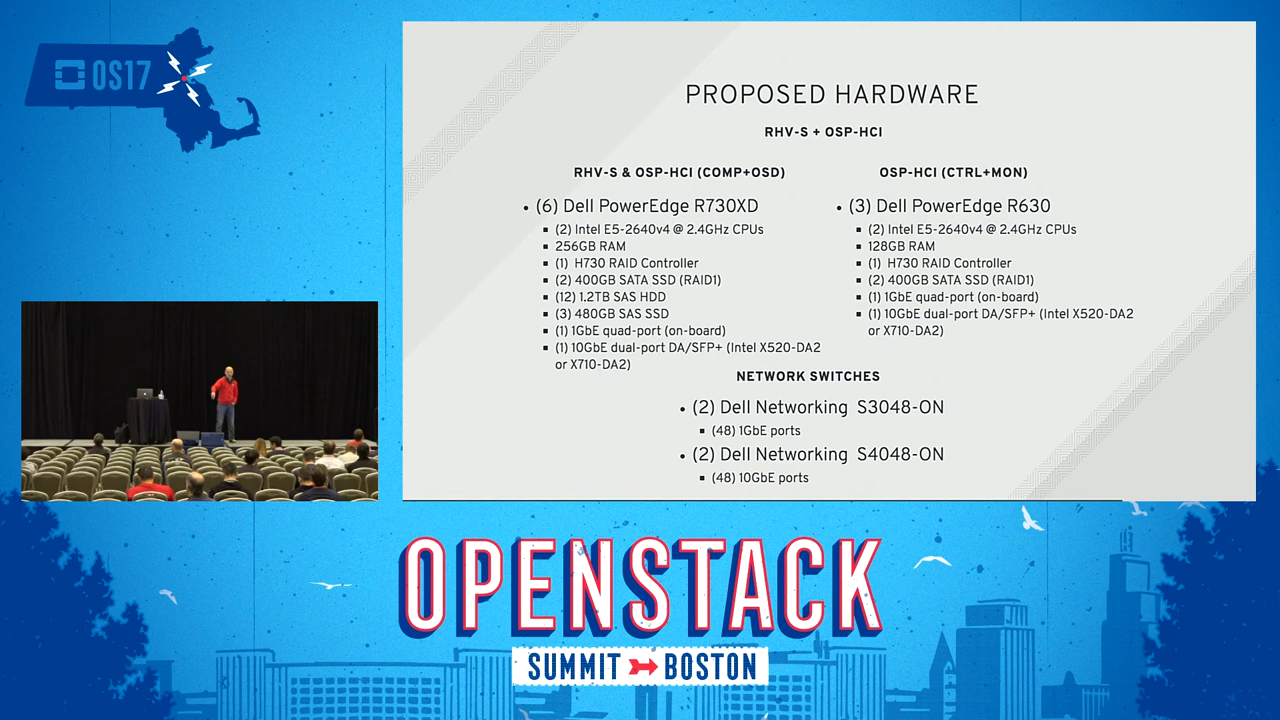 OS17
PROPOSED HARDWARE
RHV-S + OSP-HCI
RHV-S & OSP-HCI (COMP+OSD)
• (6) Dell PowerEdge R730XD
▪ (2) Intel E5-2640v4 @ 2.4GHz CPUs
▪ 256GB RAM
▪ (1) H730 RAID Controller
▪ (2) 400GB SATA SSD (RAID1)
▪ (12) 1.2TB SAS HDD
▪ (3) 480GB SAS SSD
▪ (1) 1GbE quad-port (on-board)
▪ (1) 10GbE dual-port DA/SFP+ (Intel X520-DA2
or X710-DA2)
OSP-HCI (CTRL+MON)
• (3) Dell PowerEdge R630
▪ (2) Intel E5-2640v4 @ 2.4GHz CPUs
▪ 128GB RAM
▪ (1) H730 RAID Controller
▪ (2) 400GB SATA SSD (RAID1)
▪ (1) 1GbE quad-port (on-board)
▪ (1) 10GbE dual-port DA/SFP+ (Intel X520-DA2
or X710-DA2)
NETWORK SWITCHES
• (2) Dell Networking S3048-ON
▪ (48) 1GbE ports
• (2) Dell Networking S4048-ON
▪ (48) 10GbE ports
OPENSTACK
SUMMIT BOSTON